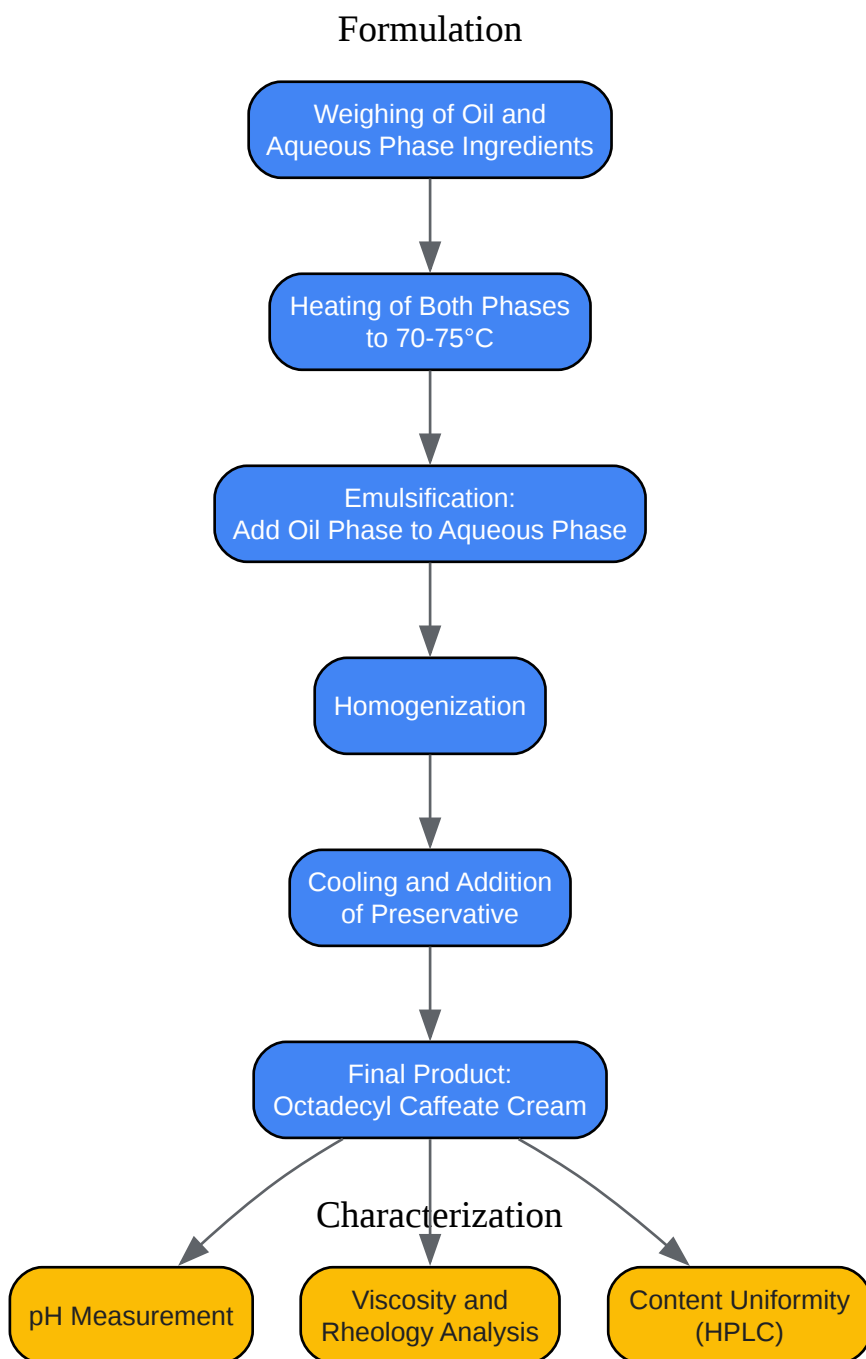 Formulation
Weighing of Oil and
Aqueous Phase Ingredients
Heating of Both Phases
to 70-75°C
Emulsification:
Add Oil Phase to Aqueous Phase
Homogenization
Cooling and Addition
of Preservative
Final Product:
Octadecyl Caffeate Cream
Characterization
pH Measurement
Viscosity and
Rheology Analysis
Content Uniformity
(HPLC)